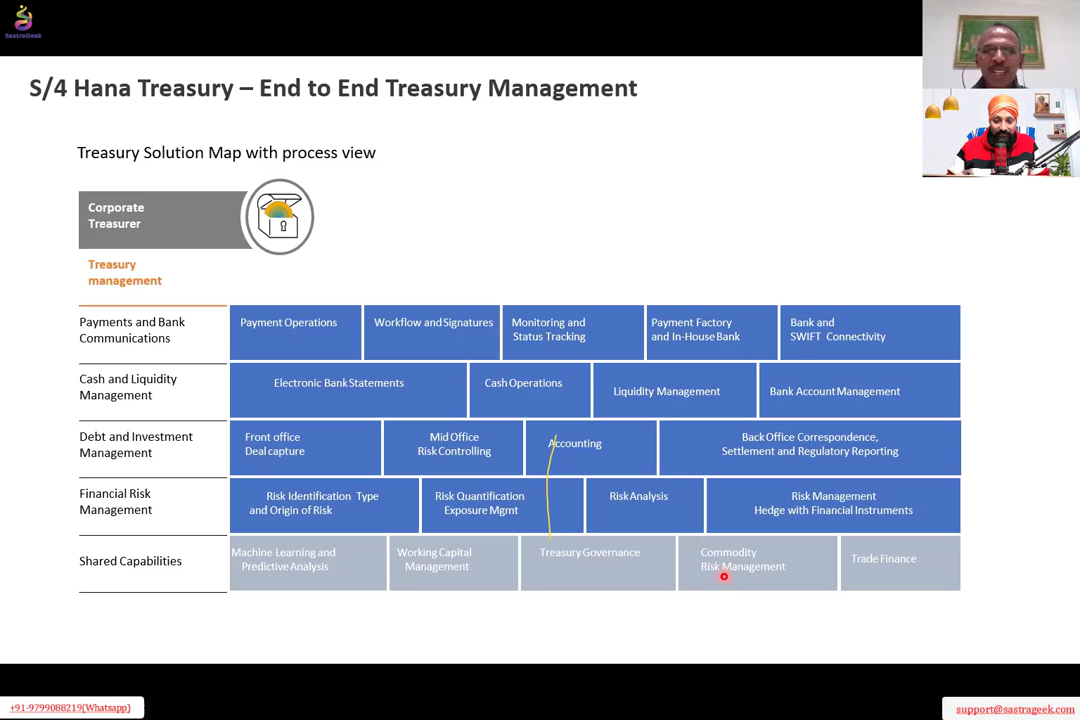 SastraGeek
S/4 Hana Treasury – End to End Treasury Management
Treasury Solution Map with process view
Corporate
Treasurer
Treasury
management
Payments and Bank
Communications
Payment Operations
Workflow and Signatures
Monitoring and
Status Tracking
Payment Factory
and In-House Bank
Bank and
SWIFT Connectivity
Cash and Liquidity
Management
Electronic Bank Statements
Cash Operations
Liquidity Management
Bank Account Management
Debt and Investment
Management
Front office
Deal capture
Mid Office
Risk Controlling
Accounting
Back Office Correspondence,
Settlement and Regulatory Reporting
Financial Risk
Management
Risk Identification Type
and Origin of Risk
Risk Quantification
Exposure Mgmt
Risk Analysis
Risk Management
Hedge with Financial Instruments
Shared Capabilities
Machine Learning and
Predictive Analysis
Working Capital
Management
Treasury Governance
Commodity
Risk Management
Trade Finance
+91-9799088219(Whatsapp)
support@sastrageek.com